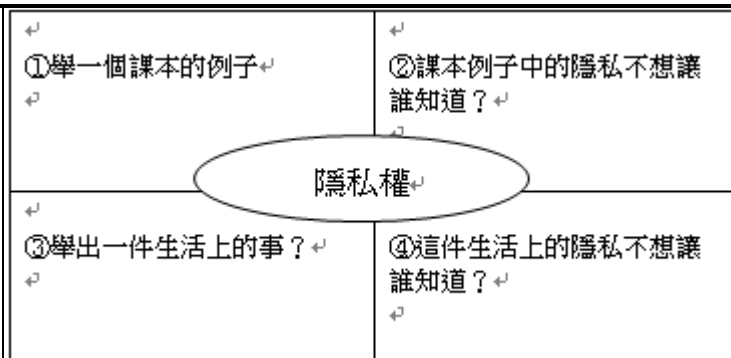 ①舉一個課本的例子
②課本例子中的隱私不想讓
誰知道？
隱私權
③舉出一件生活上的事？
④這件生活上的隱私不想讓
誰知道？